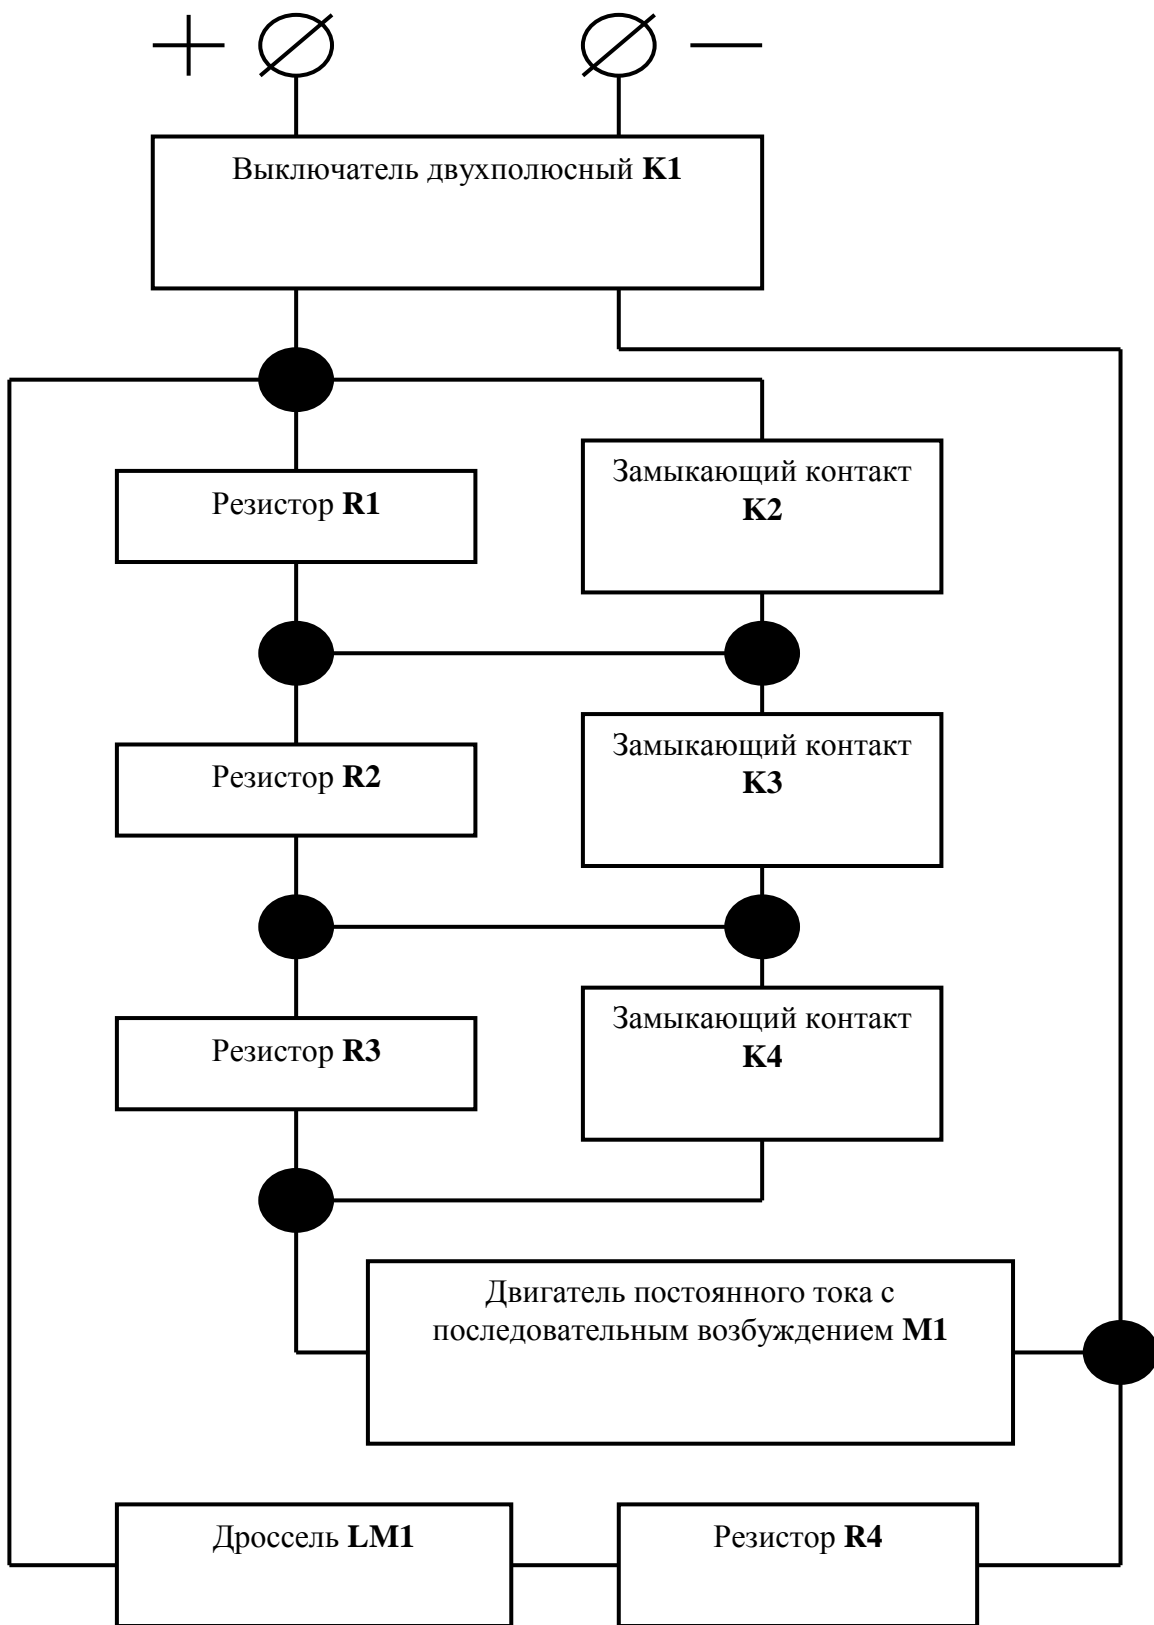 Выключатель двухполюсный K1
Резистор R1
Замыкающий контакт
K2
Резистор R2
Замыкающий контакт
K3
Резистор R3
Замыкающий контакт
K4
Двигатель постоянного тока с
последовательным возбуждением M1
Дроссель LM1
Резистор R4